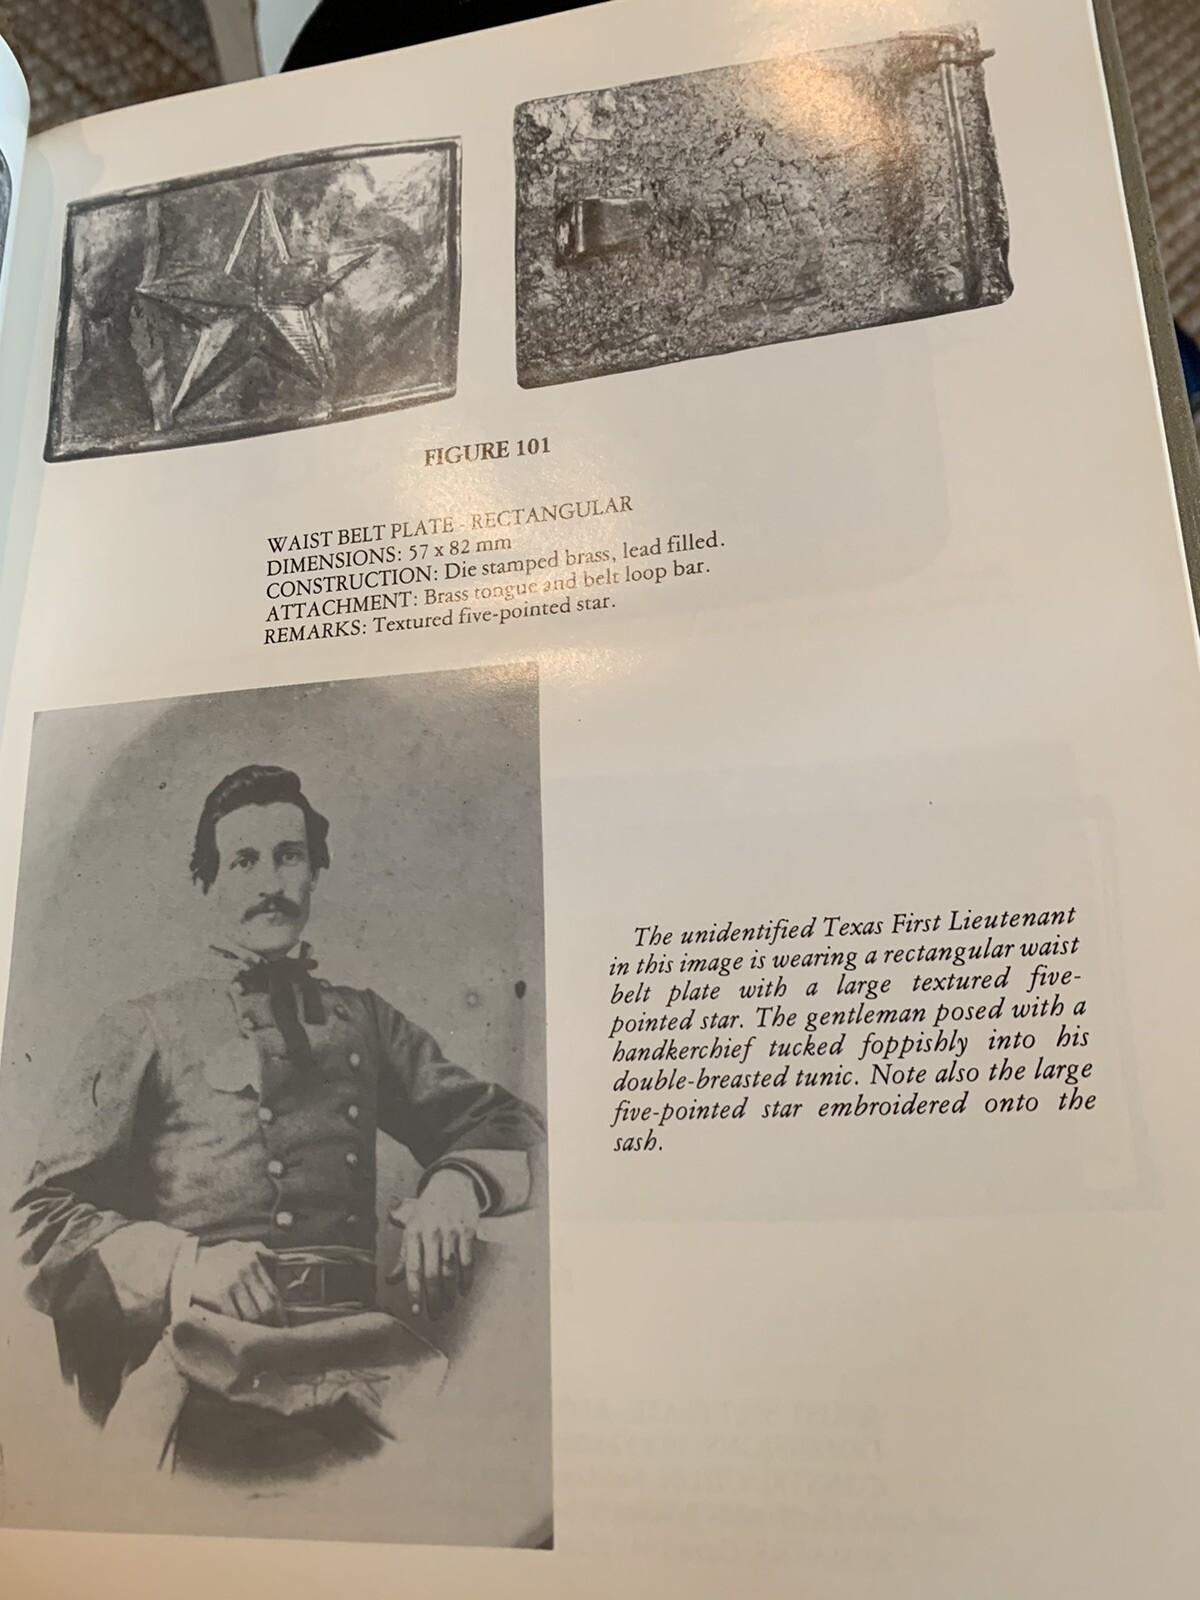 FIGURE 101
WAIST BELT PLATE - RECTANGULAR
DIMENSIONS: 57 x 82 mm
CONSTRUCTION: Die stamped brass, lead filled.
ATTACHMENT: Brass tongue and belt loop bar.
REMARKS: Textured five-pointed star.
The unidentified Texas First Lieutenant
in this image is wearing a rectangular waist
belt plate with a large textured five-
pointed star. The gentleman posed with a
handkerchief tucked foppishly into his
double-breasted tunic. Note also the large
five-pointed star embroidered onto the
sash.